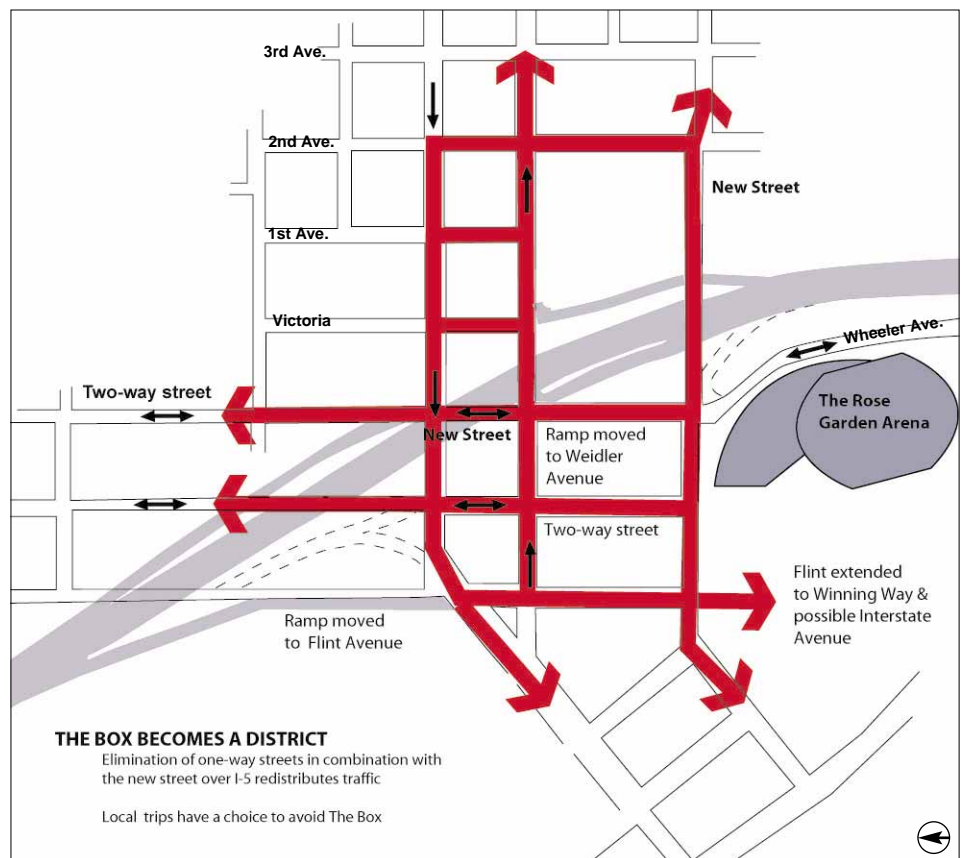 3rd Ave.
2nd Ave.
New Street
1st Ave.
Victoria
Wheeler Ave.
Two-way street
The Rose
Garden Arena
New Street
Ramp moved
to Weidler
Avenue
Two-way street
Flint extended
to Winning Way &
possible Interstate
Avenue
Ramp moved
to Flint Avenue
THE BOX BECOMES A DISTRICT
Elimination of one-way streets in combination with
the new street over I-5 redistributes traffic
Local trips have a choice to avoid The Box